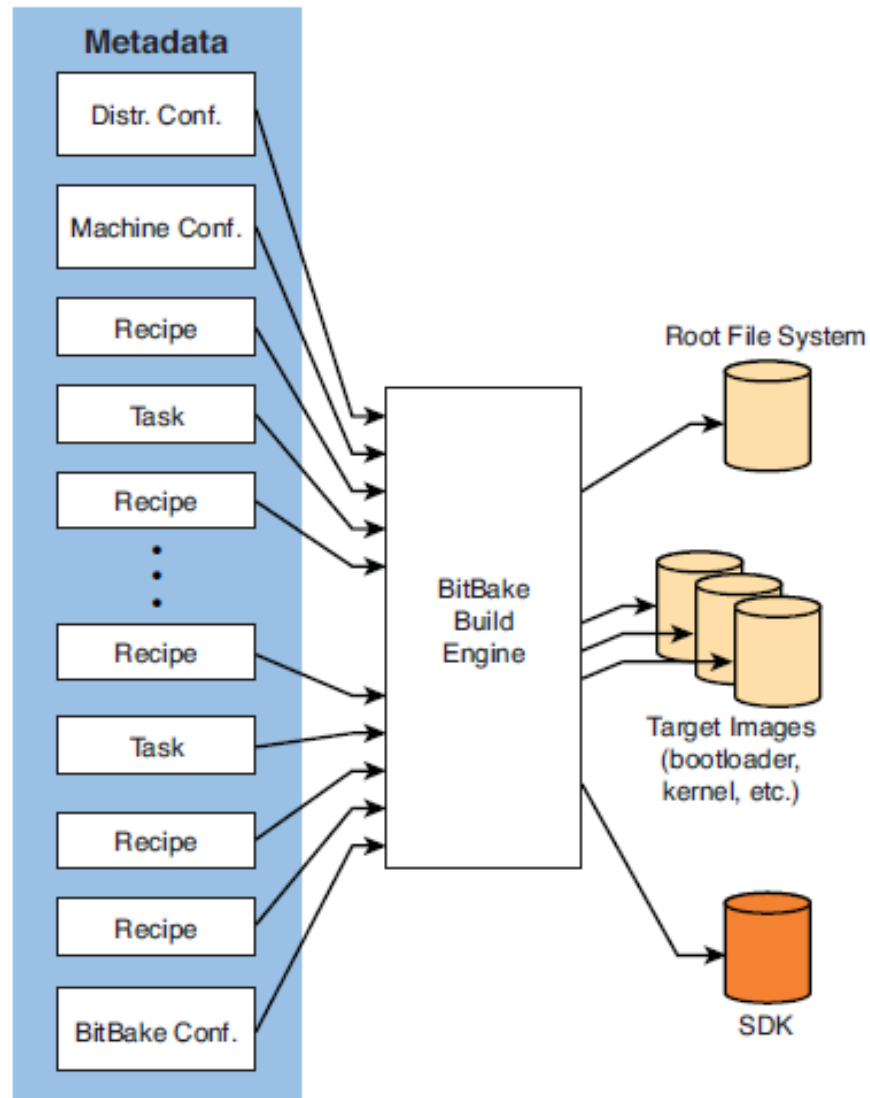 Metadata
Distr. Conf.
Machine Conf.
Recipe
Task
Recipe
Recipe
Task
Recipe
Recipe
BitBake Conf.
BitBake
Build
Engine
Root File System
Target Images
(bootloader,
kernel, etc.)
SDK